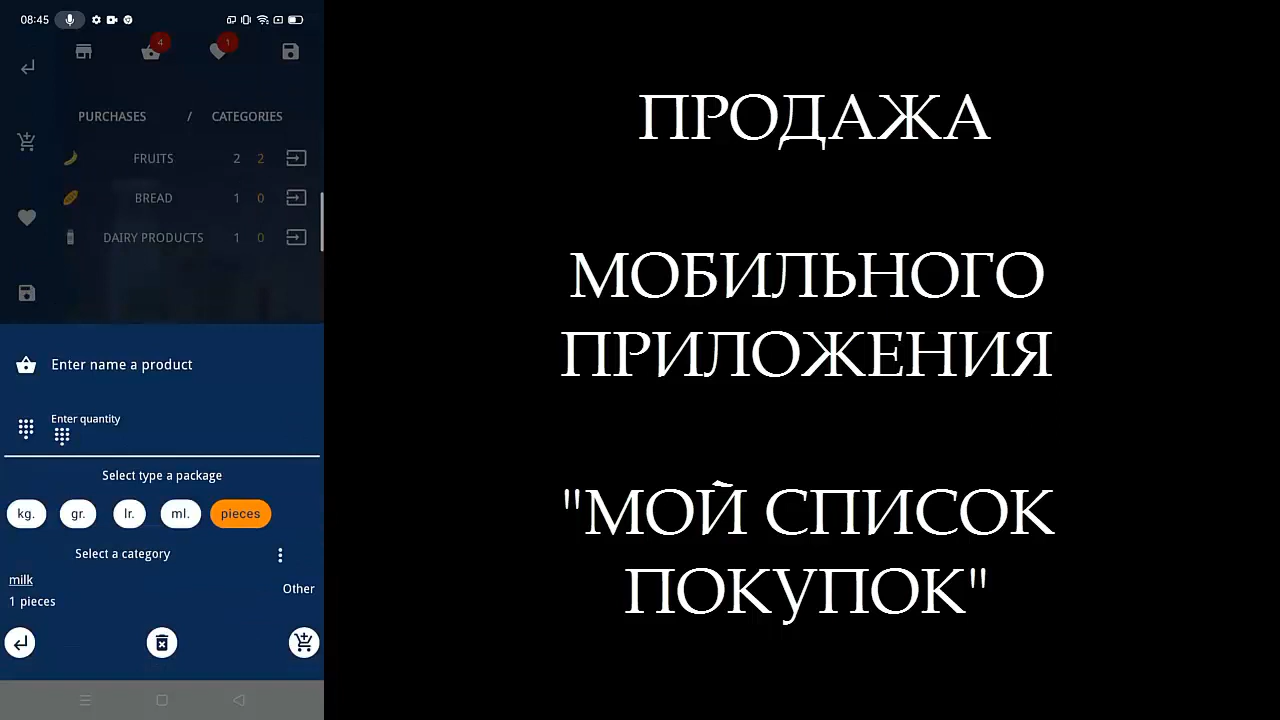 08:45
4
1
PURCHASES / CATEGORIES
FRUITS 2 2
BREAD 1 0
DAIRY PRODUCTS 1 0
Enter name a product
Enter quantity
Select type a package
kg. gr. lr. ml. pieces
Select a category
milk
1 pieces
Other
ПРОДАЖА
МОБИЛЬНОГО
ПРИЛОЖЕНИЯ
"МОЙ СПИСОК
ПОКУПОК"